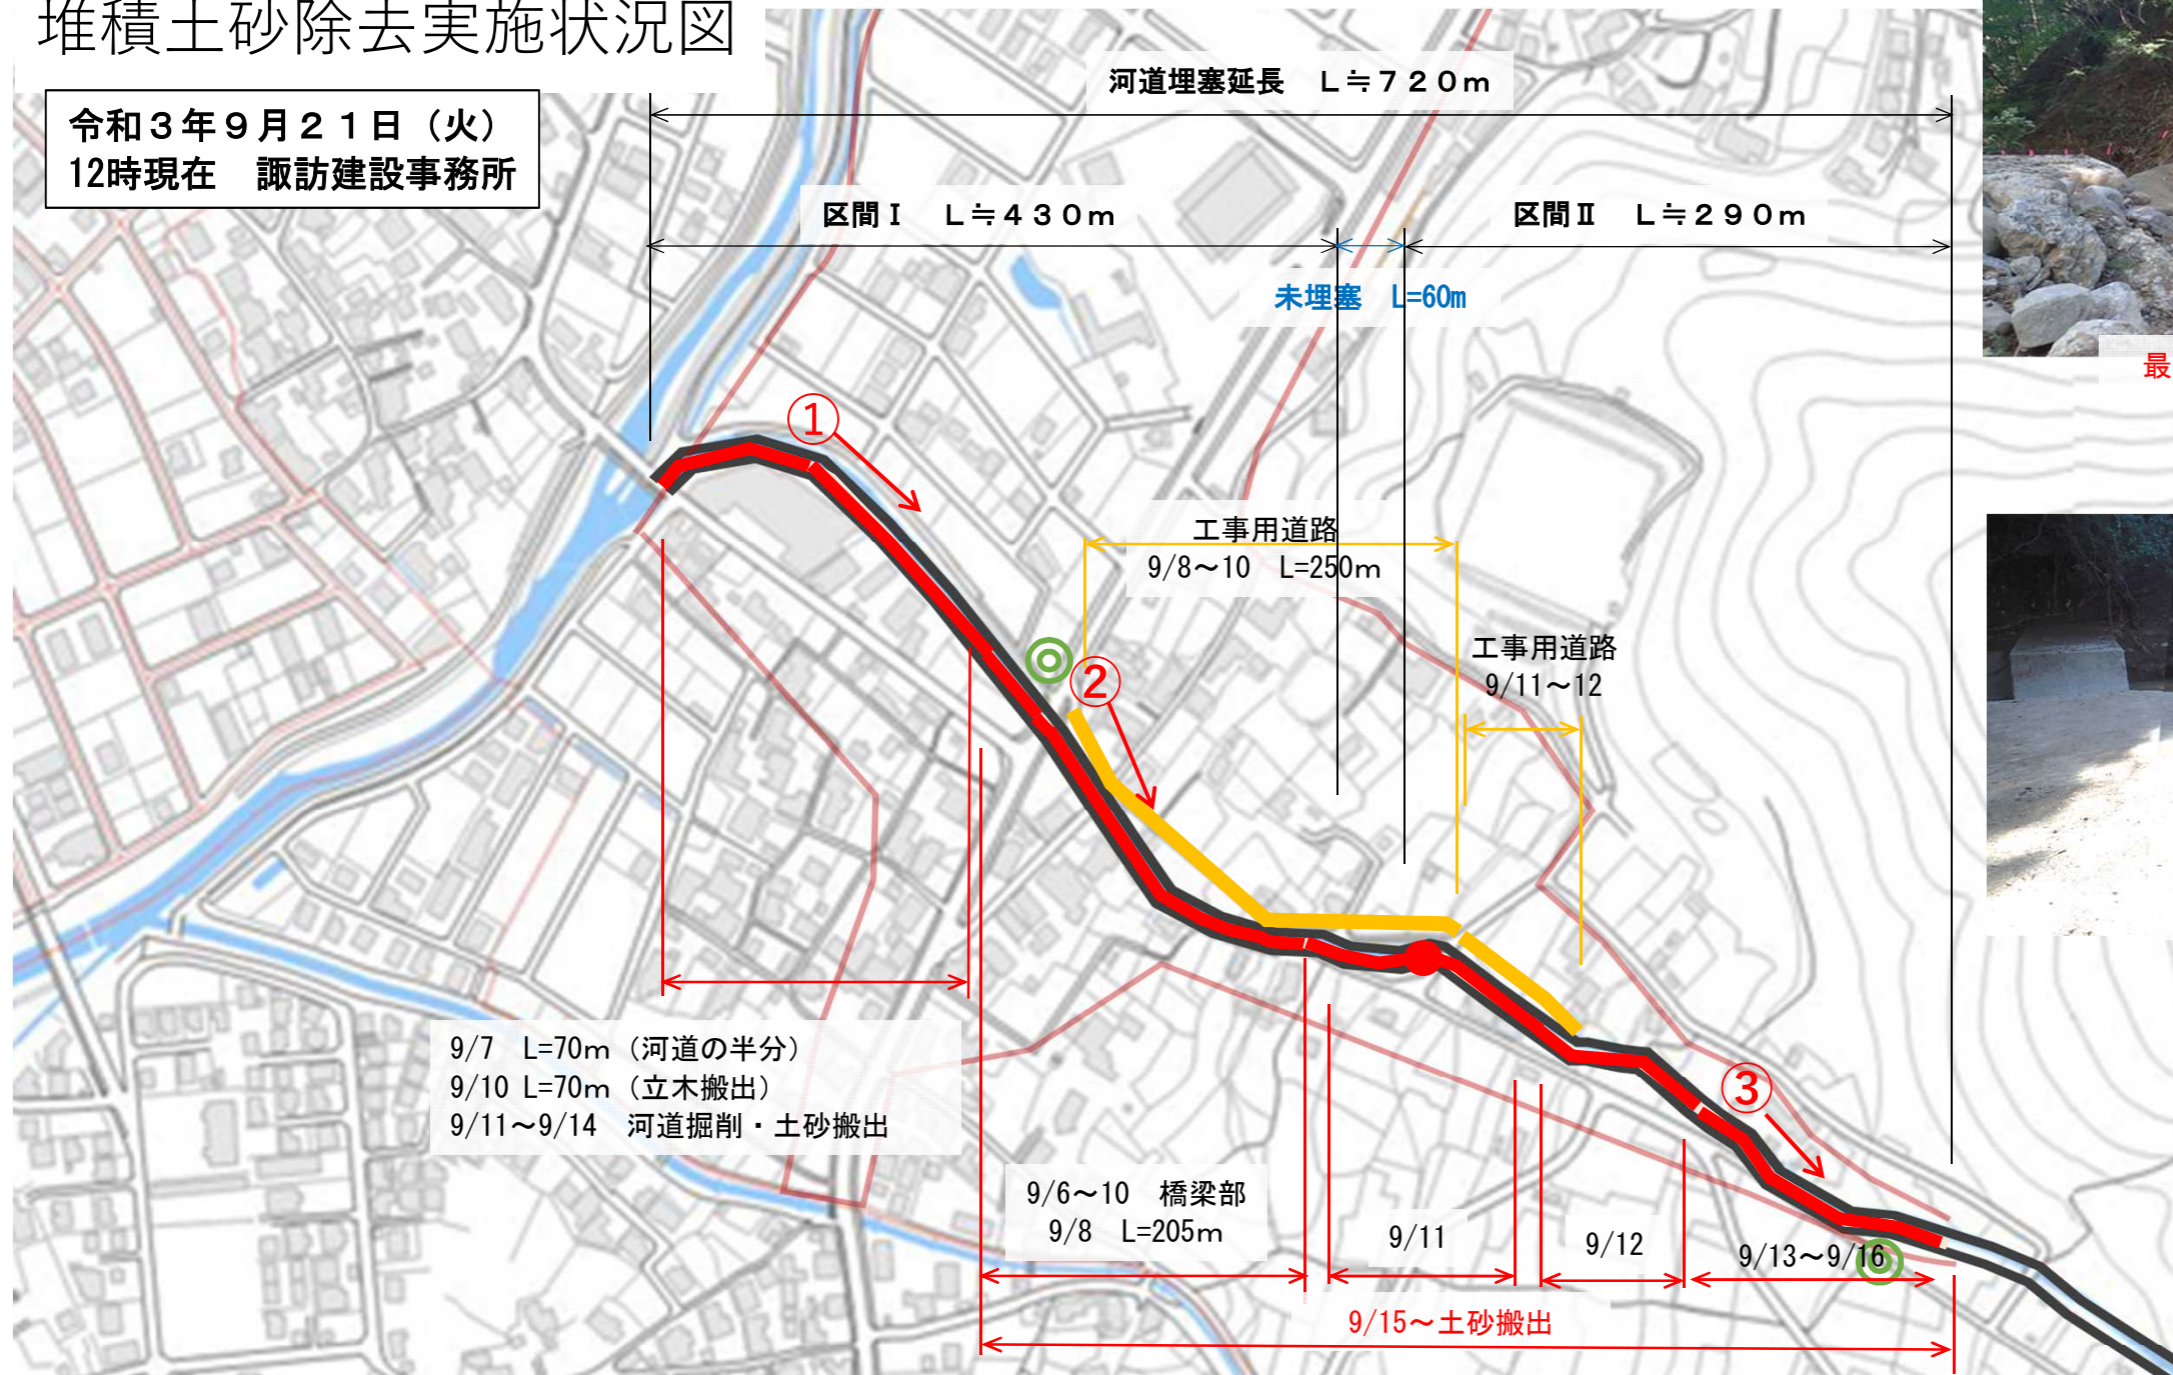 堆積土砂除去実施状況図
令和3年9月21日（火）
12時現在　諏訪建設事務所
河道埋塞延長　L≒720m
区間Ⅰ　L≒430m
区間Ⅱ　L≒290m
未埋塞　L=60m
最
①
工事用道路
9/8～10　L=250m
工事用道路
9/11～12
②
③
9/7　L=70m（河道の半分）
9/10 L=70m（立木搬出）
9/11～9/14　河道掘削・土砂搬出
9/6～10　橋梁部
9/8　L=205m
9/11
9/12
9/13～9/16
9/15～土砂搬出